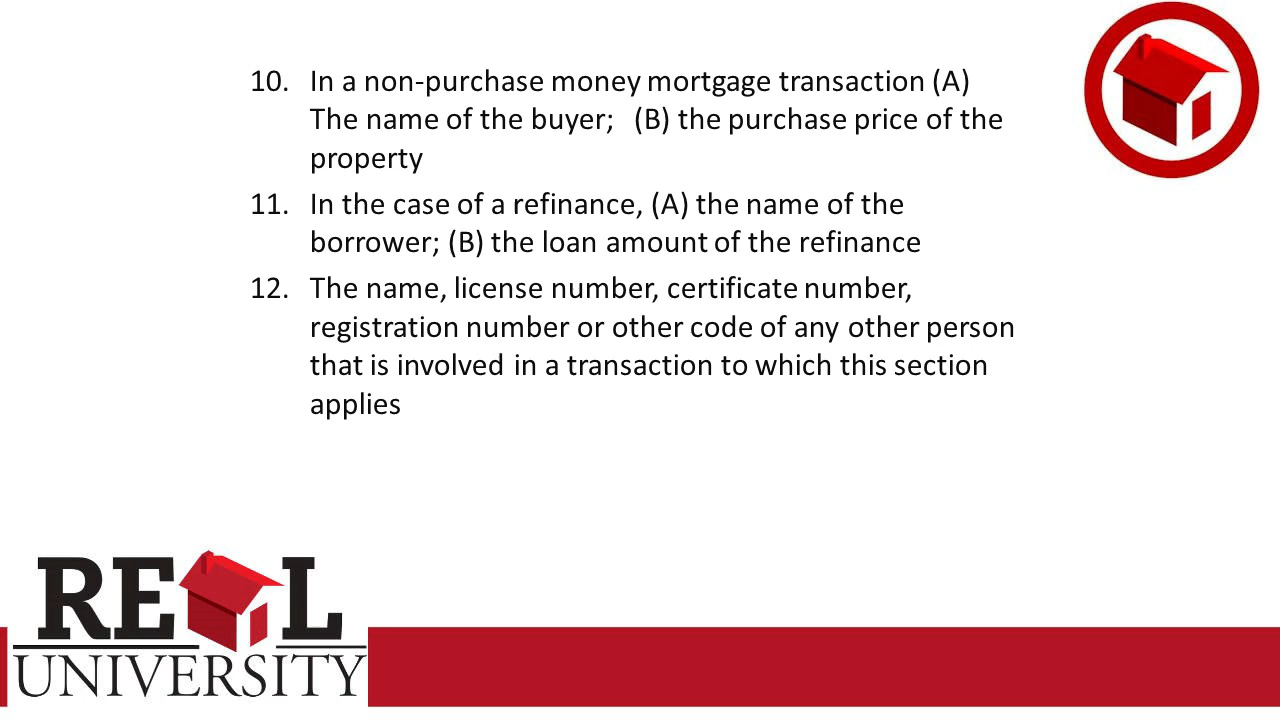 10. In a non-purchase money mortgage transaction (A)
The name of the buyer; (B) the purchase price of the
property
11. In the case of a refinance, (A) the name of the
borrower; (B) the loan amount of the refinance
12. The name, license number, certificate number,
registration number or other code of any other person
that is involved in a transaction to which this section
applies
REAL
UNIVERSITY